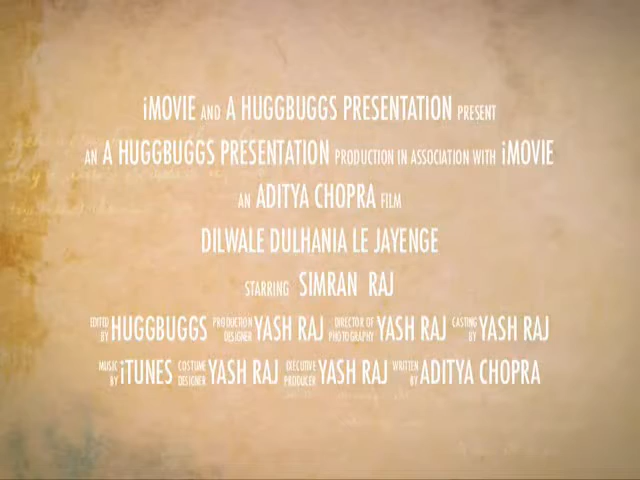 iMOVIE AND A HUGGBUGGS PRESENTATION PRESENT
AN A HUGGBUGGS PRESENTATION PRODUCTION IN ASSOCIATION WITH iMOVIE
AN ADITYA CHOPRA FILM
DILWALE DULHANIA LE JAYENGE
STARRING SIMRAN RAJ
EDITED BY HUGGBUGGS PRODUCTION DESIGNER YASH RAJ DIRECTOR OF PHOTOGRAPHY YASH RAJ CASTING BY YASH RAJ
MUSIC BY iTUNES COSTUME DESIGNER YASH RAJ EXECUTIVE PRODUCER YASH RAJ WRITTEN BY ADITYA CHOPRA